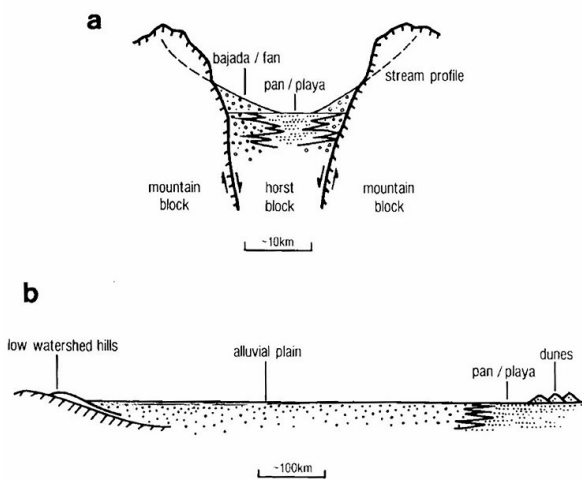 a
bajada / fan
pan / playa
stream profile
mountain
block
horst
block
mountain
block
~10km
b
low watershed hills
alluvial plain
pan / playa
dunes
~100km